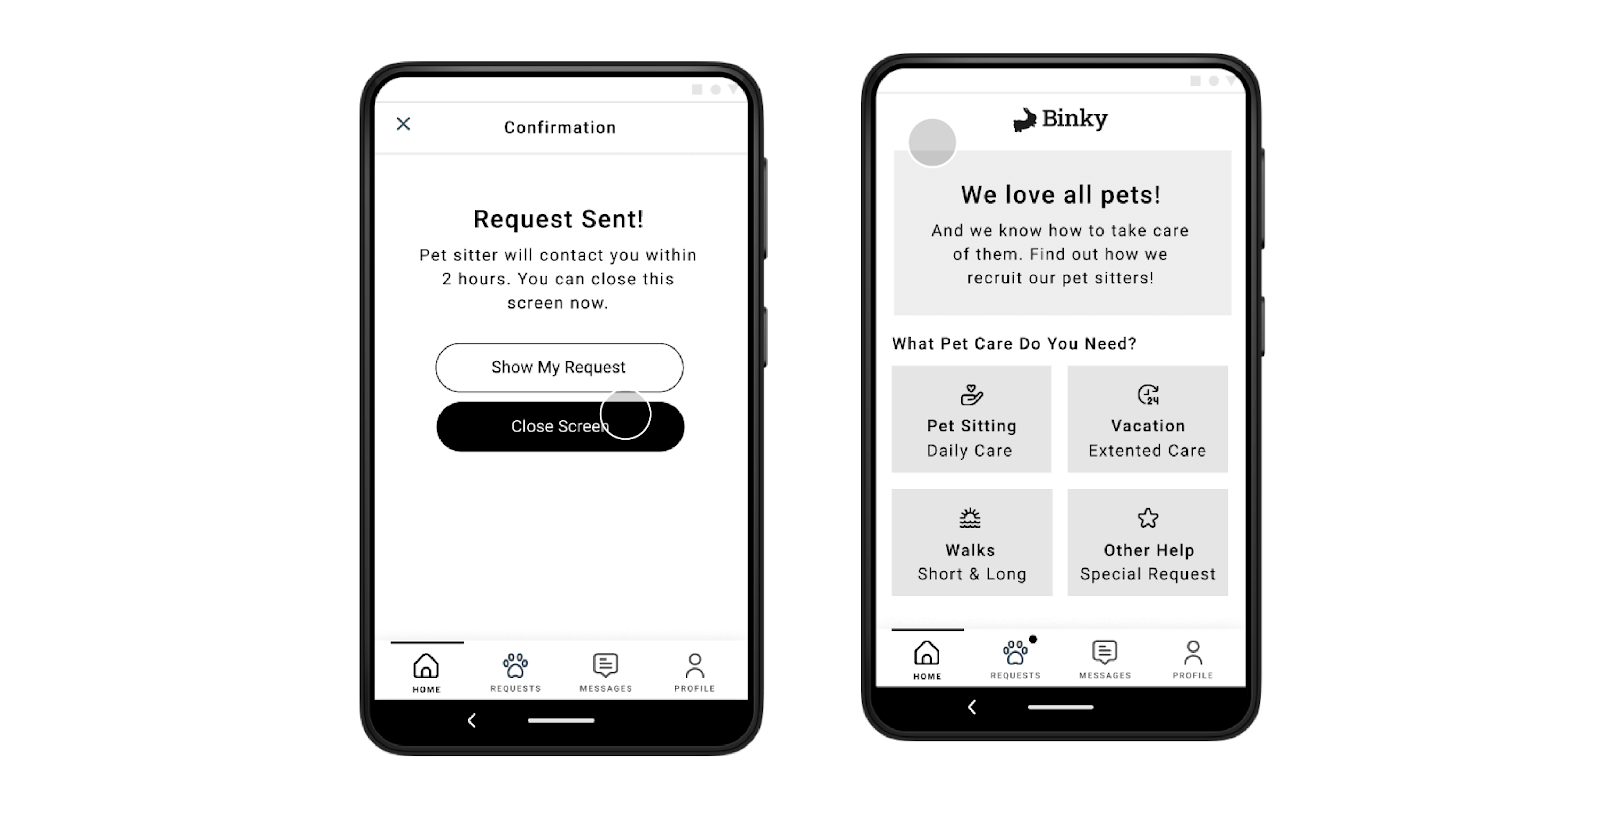 Confirmation
Request Sent!
Pet sitter will contact you within
2 hours. You can close this
screen now.
Show My Request
Close Screen
HOME
REQUESTS
MESSAGES
PROFILE
Binky
We love all pets!
And we know how to take care
of them. Find out how we
recruit our pet sitters!
What Pet Care Do You Need?
Pet Sitting
Daily Care
24
Vacation
Extented Care
Walks
Short & Long
Other Help
Special Request
HOME
REQUESTS
MESSAGES
PROFILE